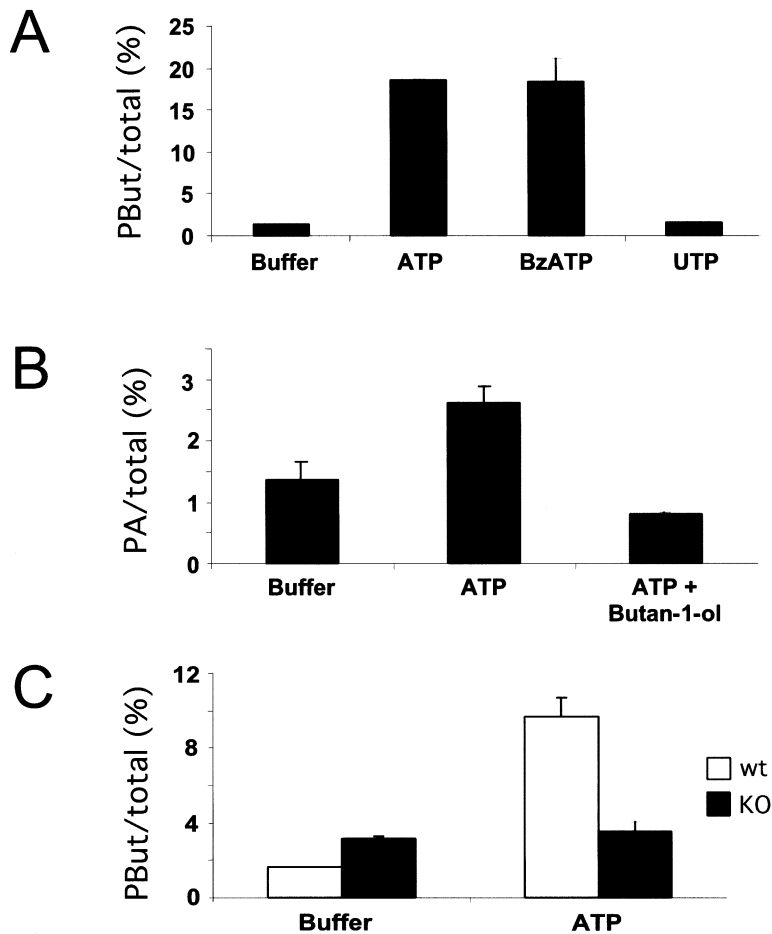 A
PBut/total (%)
25
20
15
10
5
0
Buffer
ATP
BzATP
UTP
B
PA/total (%)
3
2
1
0
Buffer
ATP
ATP +
Butan-1-ol
C
PBut/total (%)
12
8
4
0
Buffer
ATP
wt
KO